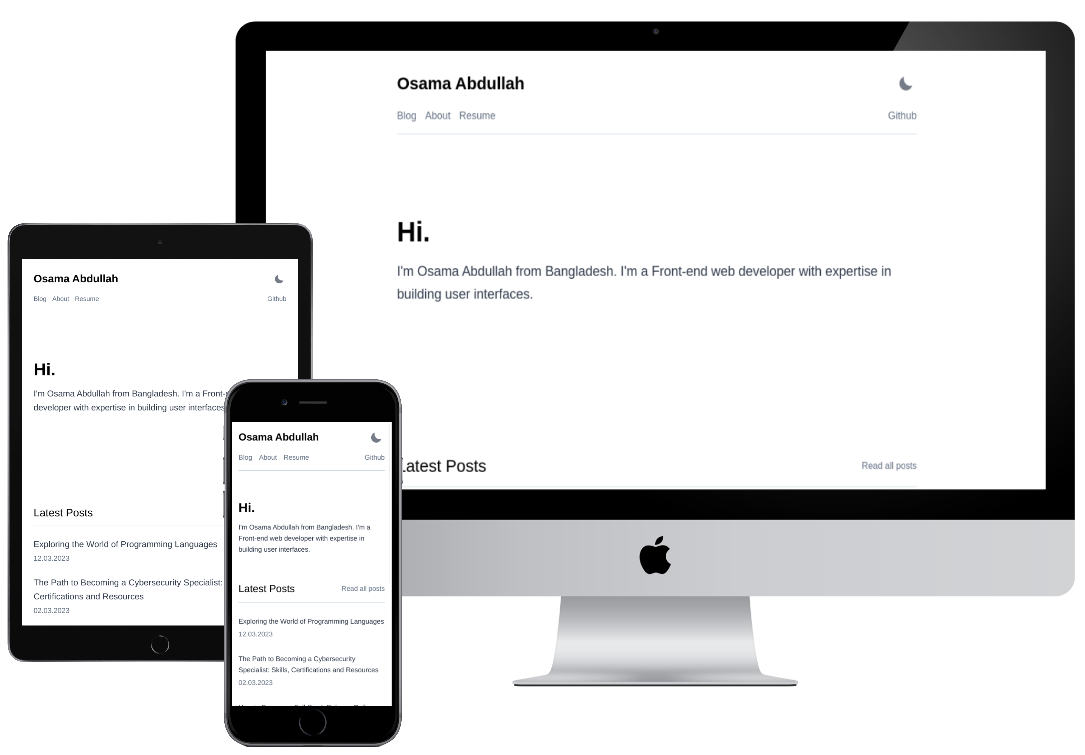 Osama Abdullah
Blog About Resume Github
Hi.
I'm Osama Abdullah from Bangladesh. I'm a Front-end web developer with expertise in
building user interfaces.
Latest Posts Read all posts
Osama Abdullah
Blog About Resume Github
Hi.
I'm Osama Abdullah from Bangladesh. I'm a Front-
developer with expertise in building user interfaces
Latest Posts
Exploring the World of Programming Languages
12.03.2023
The Path to Becoming a Cybersecurity Specialist:
Certifications and Resources
02.03.2023
Osama Abdullah
Blog About Resume Github
Hi.
I'm Osama Abdullah from Bangladesh. I'm a
Front-end web developer with expertise in
building user interfaces.
Latest Posts Read all posts
Exploring the World of Programming Languages
12.03.2023
The Path to Becoming a Cybersecurity
Specialist: Skills, Certifications and Resources
02.03.2023